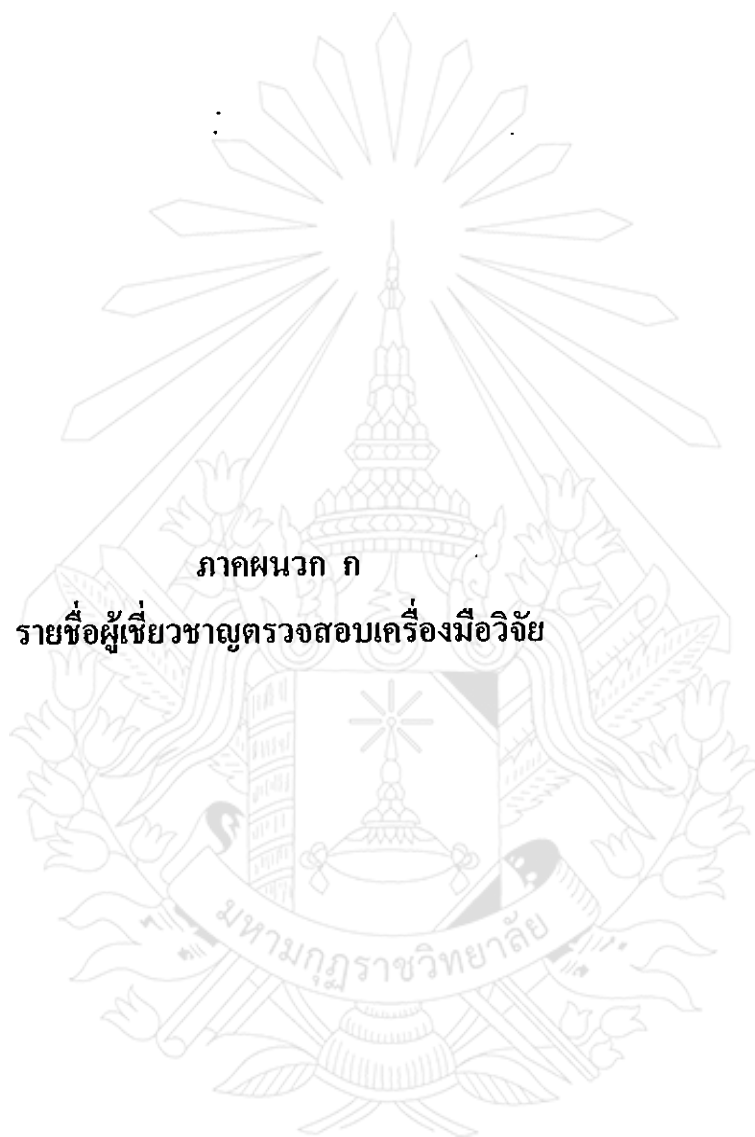 ภาคผนวก ก
รายชื่อผู้เชี่ยวชาญตรวจสอบเครื่องมือวิจัย
มหามกุฏราชวิทยาลัย